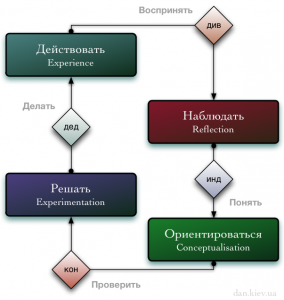 Воспринять
див
Действовать
Experience
Делать
дед
Наблюдать
Reflection
инд
Понять
Решать
Experimentation
Ориентироваться
Conceptualisation
кон
Проверить
dan.kiev.ua